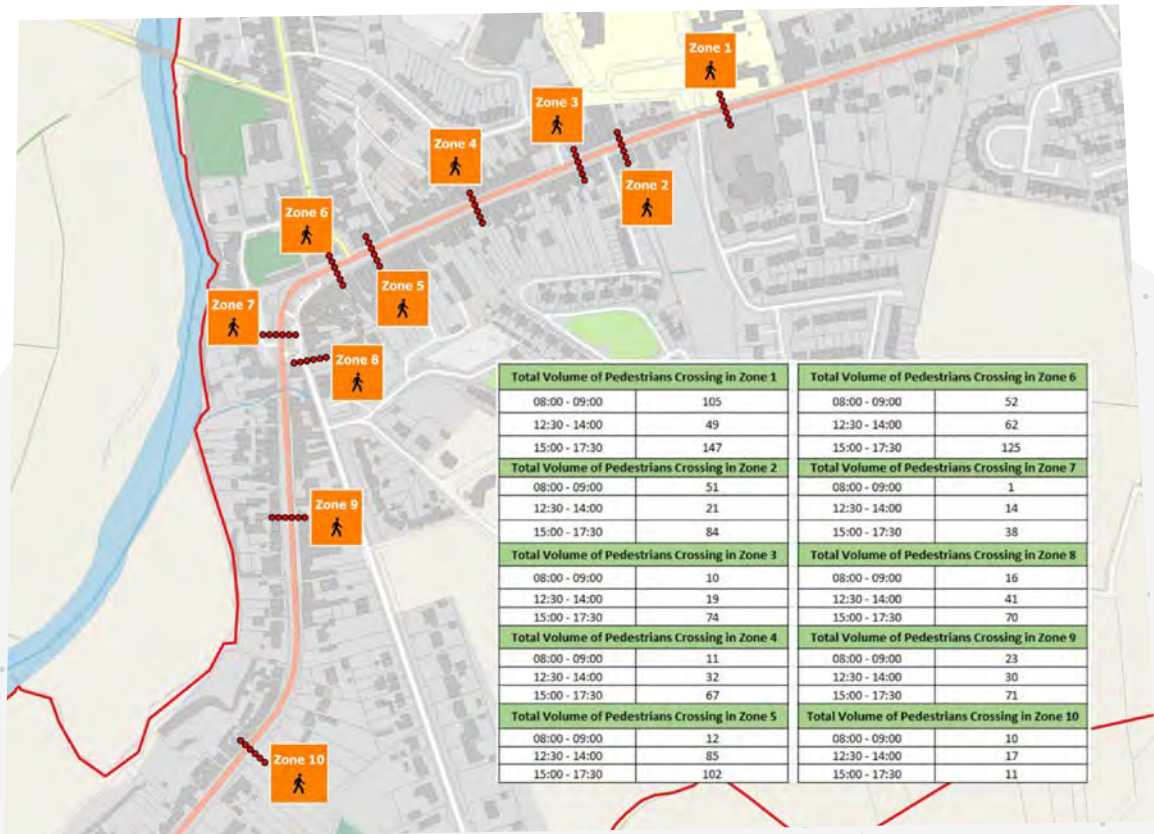 Zone 1
Zone 3
Zone 4
Zone 2
Zone 6
Zone 5
Zone 7
Zone 8
Zone 9
Zone 10
Total Volume of Pedestrians Crossing in Zone 1
08:00 - 09:00 105
12:30 - 14:00 49
15:00 - 17:30 147
Total Volume of Pedestrians Crossing in Zone 2
08:00 - 09:00 51
12:30 - 14:00 21
15:00 - 17:30 84
Total Volume of Pedestrians Crossing in Zone 3
08:00 - 09:00 10
12:30 - 14:00 19
15:00 - 17:30 74
Total Volume of Pedestrians Crossing in Zone 4
08:00 - 09:00 11
12:30 - 14:00 32
15:00 - 17:30 67
Total Volume of Pedestrians Crossing in Zone 5
08:00 - 09:00 12
12:30 - 14:00 85
15:00 - 17:30 102
Total Volume of Pedestrians Crossing in Zone 6
08:00 - 09:00 52
12:30 - 14:00 62
15:00 - 17:30 125
Total Volume of Pedestrians Crossing in Zone 7
08:00 - 09:00 1
12:30 - 14:00 14
15:00 - 17:30 38
Total Volume of Pedestrians Crossing in Zone 8
08:00 - 09:00 16
12:30 - 14:00 41
15:00 - 17:30 70
Total Volume of Pedestrians Crossing in Zone 9
08:00 - 09:00 23
12:30 - 14:00 30
15:00 - 17:30 71
Total Volume of Pedestrians Crossing in Zone 10
08:00 - 09:00 10
12:30 - 14:00 17
15:00 - 17:30 11